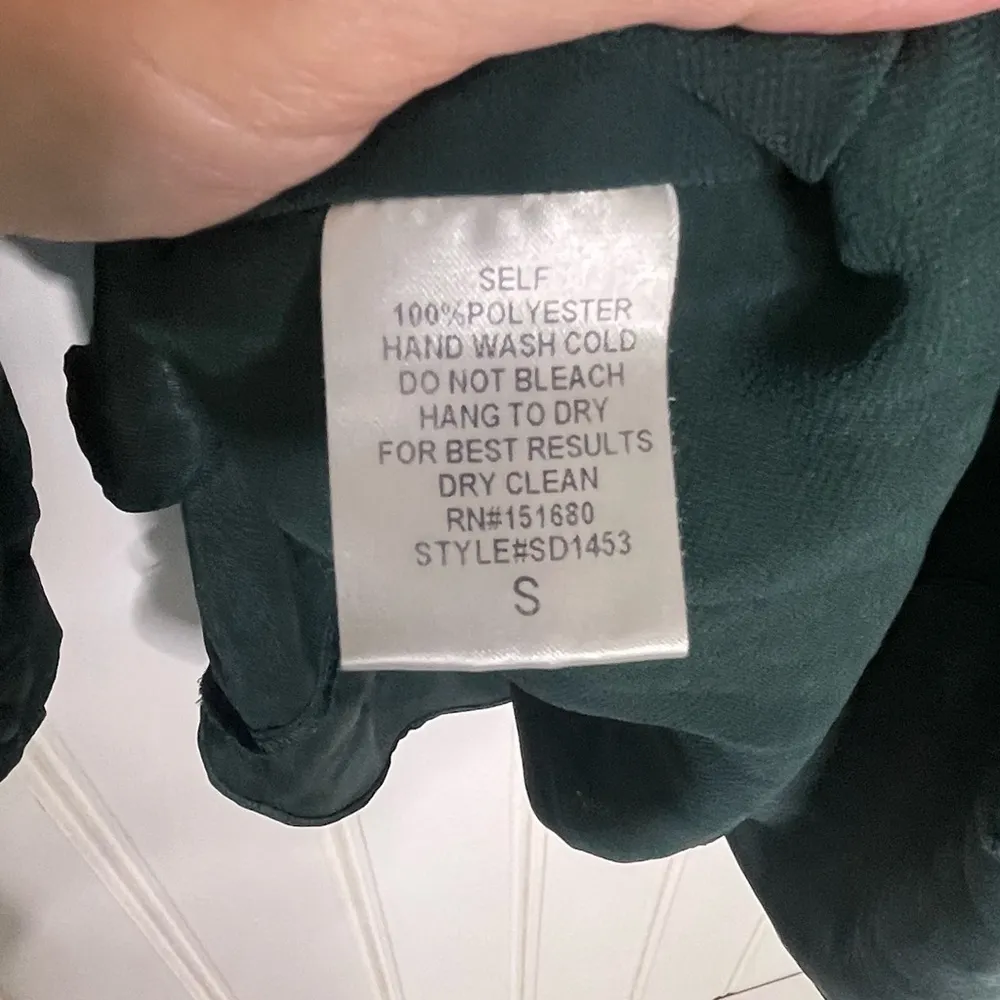 SELF
100%POLYESTER
HAND WASH COLD
DO NOT BLEACH
HANG TO DRY
FOR BEST RESULTS
DRY CLEAN
RN#151680
STYLE#SD1453
S